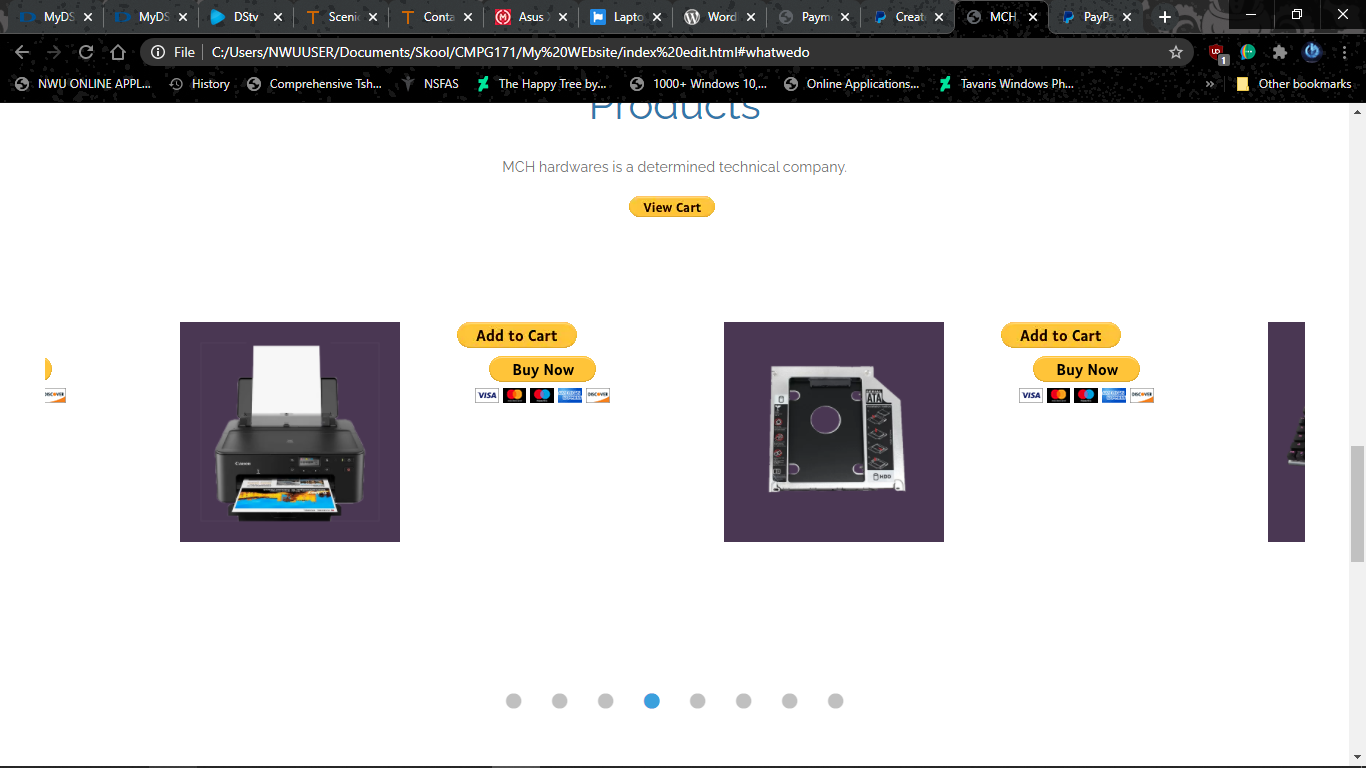 MyDS MyDS DStv Scenic Conta Asus Lapto Word Paym Creat MCH PayPa
File C:/Users/NWUUSER/Documents/Skool/CMPG171/My%20WEbsite/index%20edit.html#whatwedo
NWU ONLINE APPL... History Comprehensive Tsh... NSFAS The Happy Tree by... 1000+ Windows 10,... Online Applications... Tavaris Windows Ph... » Other bookmarks
Products
MCH hardwares is a determined technical company.
View Cart
Add to Cart
Buy Now
VISA
DISCOVER
Canon
ATA
HDD
Add to Cart
Buy Now
VISA
DISCOVER
DISCOVER